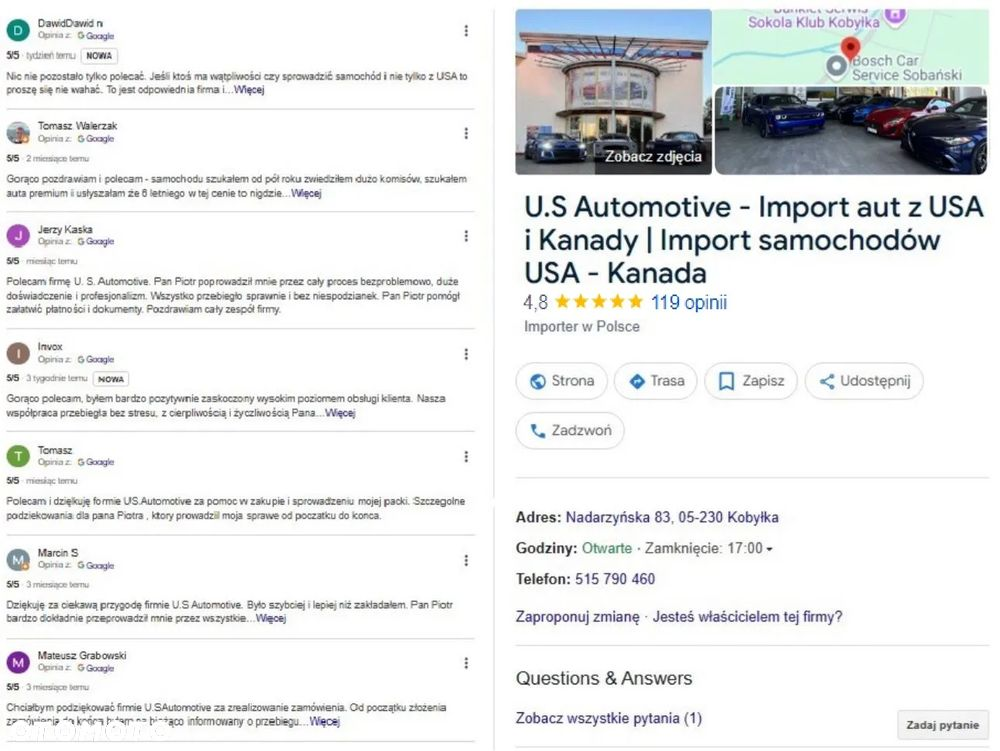 D
DawidDawid n
Opinia z: Google
5/5 · tydzień temu NOWA
Nic nie pozostało tylko polecać. Jeśli ktoś ma wątpliwości czy sprowadzić samochód i nie tylko z USA to
proszę się nie wahać. To jest odpowiednia firma i...Więcej
Tomasz Walerzak
Opinia z: Google
5/5 · 2 miesiące temu
Gorąco pozdrawiam i polecam - samochodu szukałem od pół roku zwiedziłem dużo komisów, szukałem
auta premium i usłyszałam że 6 letniego w tej cenie to nigdzie...Więcej
J
Jerzy Kaska
Opinia z: Google
5/5 · miesiąc temu
Polecam firmę U. S. Automotive. Pan Piotr poprowadził mnie przez cały proces bezproblemowo, duże
doświadczenie i profesjonalizm. Wszystko przebiegło sprawnie i bez niespodzianek. Pan Piotr pomógł
załatwić płatności i dokumenty. Pozdrawiam cały zespół firmy.
I
Invox
Opinia z: Google
5/5 · 3 tygodnie temu NOWA
Gorąco polecam, byłem bardzo pozytywnie zaskoczony wysokim poziomem obsługi klienta. Nasza
współpraca przebiegła bez stresu, z cierpliwością i życzliwością Pana...Więcej
T
Tomasz
Opinia z: Google
5/5 · miesiąc temu
Polecam i dziękuję formie US.Automotive za pomoc w zakupie i sprowadzeniu mojej packi. Szczegolne
podziekowania dla pana Piotra , ktory prowadzil moja sprawe od poczatku do konca.
M
Marcin S
Opinia z: Google
5/5 · 3 miesiące temu
Dziękuję za ciekawą przygodę firmie U.S Automotive. Było szybciej i lepiej niż zakładałem. Pan Piotr
bardzo dokładnie przeprowadził mnie przez wszystkie...Więcej
M
Mateusz Grabowski
Opinia z: Google
5/5 · 3 miesiące temu
Chciałbym podziękować firmie U.SAutomotive za zrealizowanie zamówienia. Od początku złożenia
zamówienia do końca byłem na bieżąco informowany o przebiegu...Więcej
OTOMOTO
Zobacz zdjęcia
Bankiet Serwis
Sokola Klub Kobyłka
Bosch Car
Service Sobański
U.S Automotive - Import aut z USA
i Kanady | Import samochodów
USA - Kanada
4,8 119 opinii
Importer w Polsce
Strona
Trasa
Zapisz
Udostępnij
Zadzwoń
Adres: Nadarzyńska 83, 05-230 Kobyłka
Godziny: Otwarte · Zamknięcie: 17:00
Telefon: 515 790 460
Zaproponuj zmianę · Jesteś właścicielem tej firmy?
Questions & Answers
Zobacz wszystkie pytania (1)
Zadaj pytanie